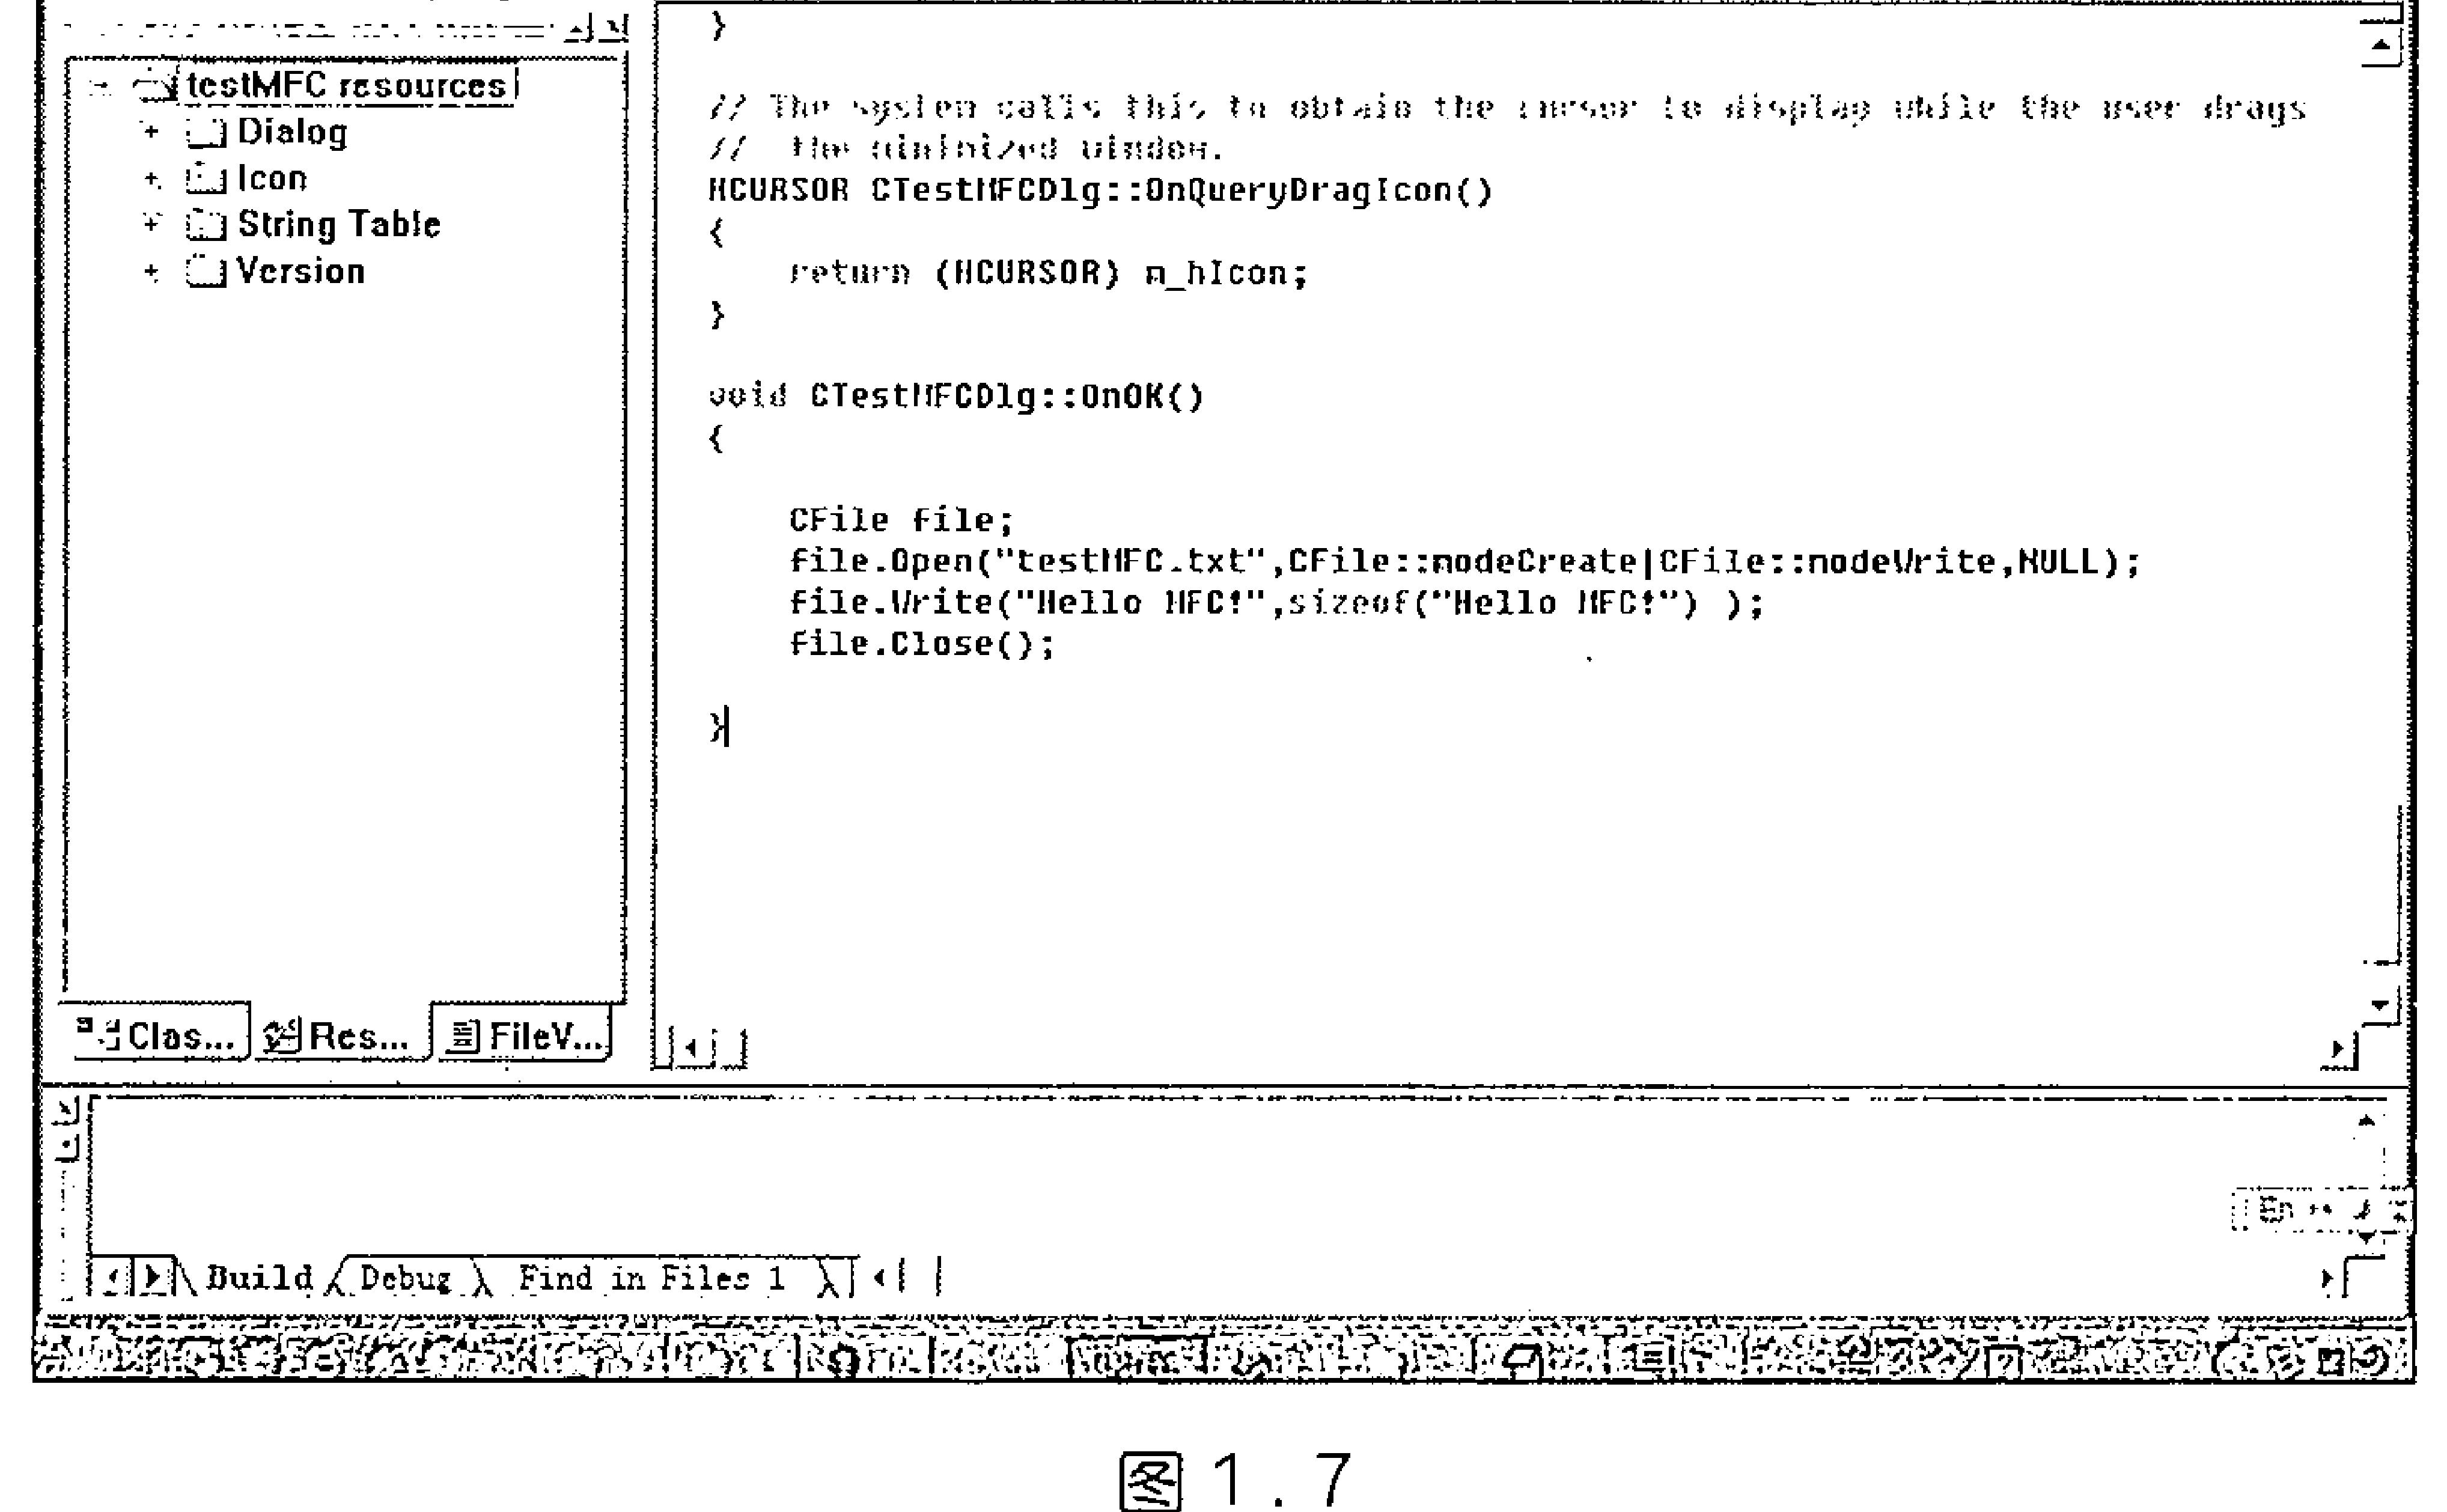 testMFC resources
Dialog
Icon
String Table
Version
Clas...
Res...
FileV...
}
// The system calls this to obtain the cursor to display while the user drags
//  the minimized window.
HCURSOR CTestMFCDlg::OnQueryDragIcon()
{
return (HCURSOR) m_hIcon;
}
void CTestMFCDlg::OnOK()
{
CFile file;
file.Open("testMFC.txt",CFile::modeCreate|CFile::modeWrite,NULL);
file.Write("Hello MFC!",sizeof("Hello MFC!") );
file.Close();
}
Build
Debug
Find in Files 1
En
图 1.7